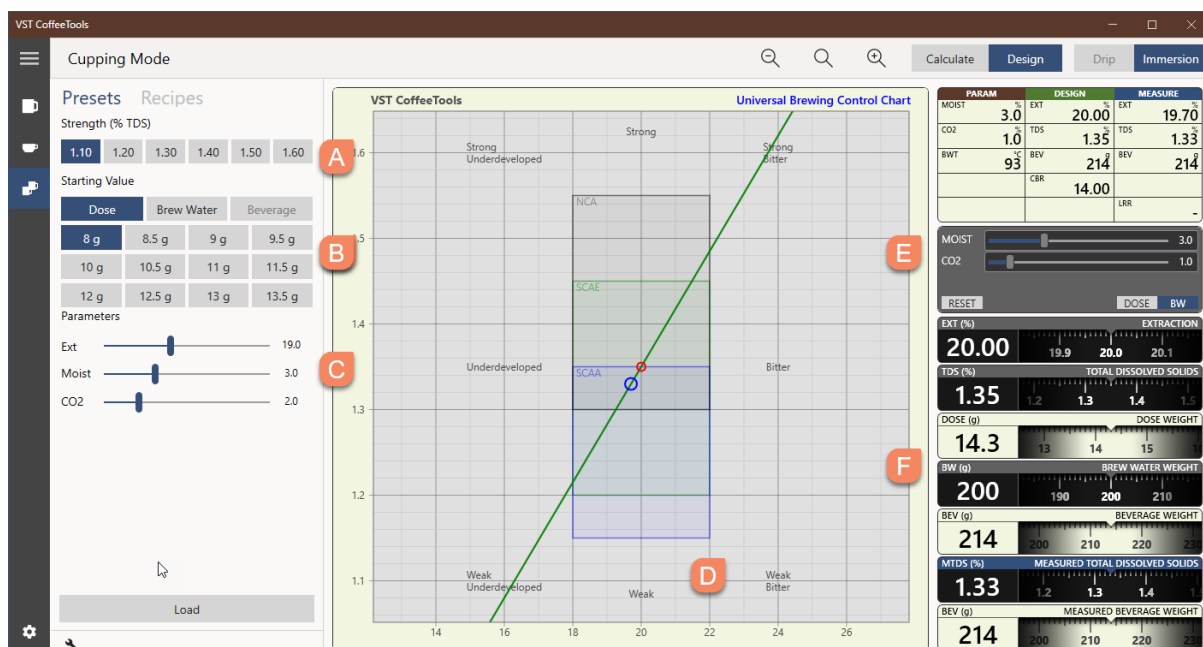 VST CoffeeTools
Cupping Mode
Calculate Design Drip Immersion
Presets Recipes
Strength (% TDS)
1.10 1.20 1.30 1.40 1.50 1.60
A
Starting Value
Dose Brew Water Beverage
8 g 8.5 g 9 g 9.5 g
B
10 g 10.5 g 11 g 11.5 g
12 g 12.5 g 13 g 13.5 g
Parameters
Ext 19.0
Moist 3.0
C
CO2 2.0
Load
VST CoffeeTools Universal Brewing Control Chart
Strong
Strong
Underdeveloped
Strong
Bitter
NCA
SCAE
SCAA
Underdeveloped
Bitter
Weak
Underdeveloped
Weak
Weak
Bitter
D
1.6
1.5
1.4
1.3
1.2
1.1
14 16 18 20 22 24 26
PARAM DESIGN MEASURE
MOIST % 3.0 EXT % 20.00 EXT % 19.70
CO2 % 1.0 TDS % 1.35 TDS % 1.33
BWT °C 93 BEV g 214 BEV g 214
CBR 14.00
LRR -
E
MOIST 3.0
CO2 1.0
RESET DOSE BW
EXT (%) EXTRACTION
20.00 19.9 20.0 20.1
TDS (%) TOTAL DISSOLVED SOLIDS
1.35 1.2 1.3 1.4 1.5
DOSE (g) DOSE WEIGHT
14.3 13 14 15
F
BW (g) BREW WATER WEIGHT
200 190 200 210
BEV (g) BEVERAGE WEIGHT
214 200 210 220 230
MTDS (%) MEASURED TOTAL DISSOLVED SOLIDS
1.33 1.2 1.3 1.4
BEV (g) MEASURED BEVERAGE WEIGHT
214 200 210 220 230